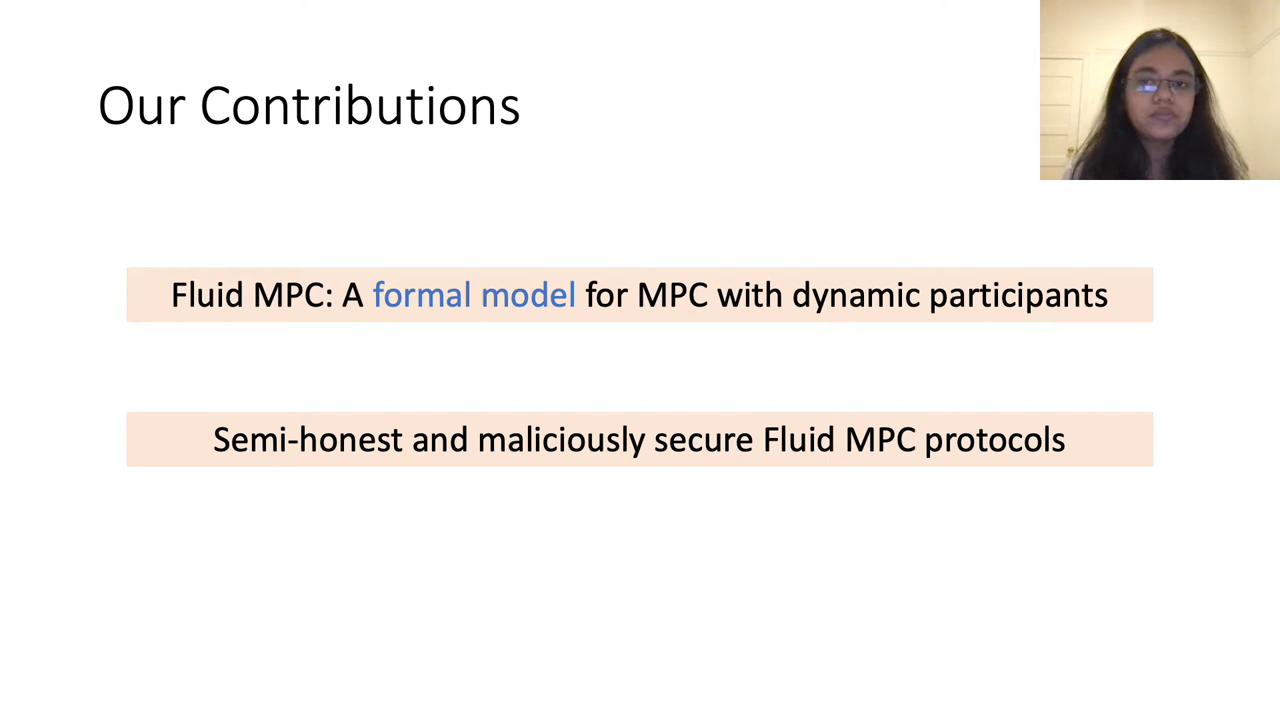 Our Contributions
Fluid MPC: A formal model for MPC with dynamic participants
Semi-honest and maliciously secure Fluid MPC protocols